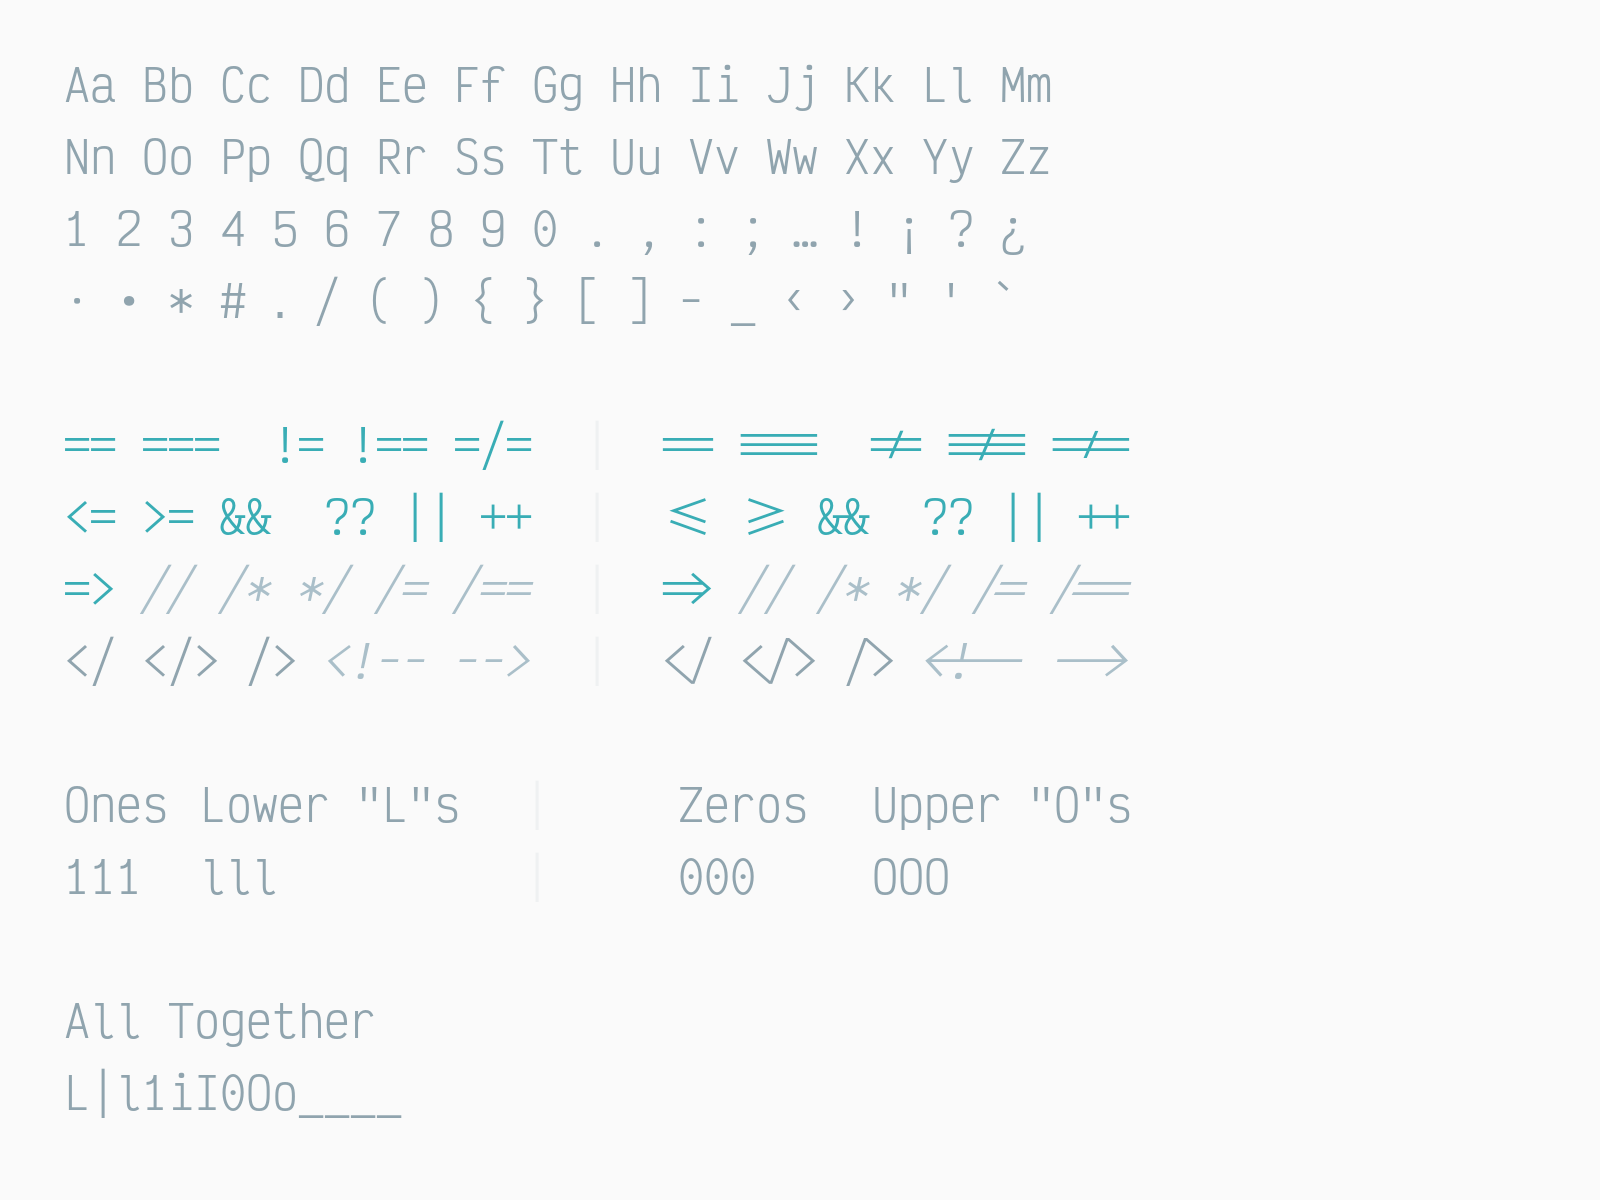 Aa Bb Cc Dd Ee Ff Gg Hh Ii Jj Kk Ll Mm
Nn Oo Pp Qq Rr Ss Tt Uu Vv Ww Xx Yy Zz
1 2 3 4 5 6 7 8 9 0 . , : ; … ! ¡ ? ¿
· • * # . / ( ) { } [ ] - _ ‹ › " ' `
== ===  != !== =/= | == ===  != !== =/=
<= >= &&  ?? || ++ | <= >= &&  ?? || ++
=> // /* */ /= /== | => // /* */ /= /==
</ </> /> <!-- --> | </ </> /> <!-- -->
Ones Lower "L"s | Zeros Upper "O"s
111 lll | 000 OOO
All Together
L|l1iI0Oo____